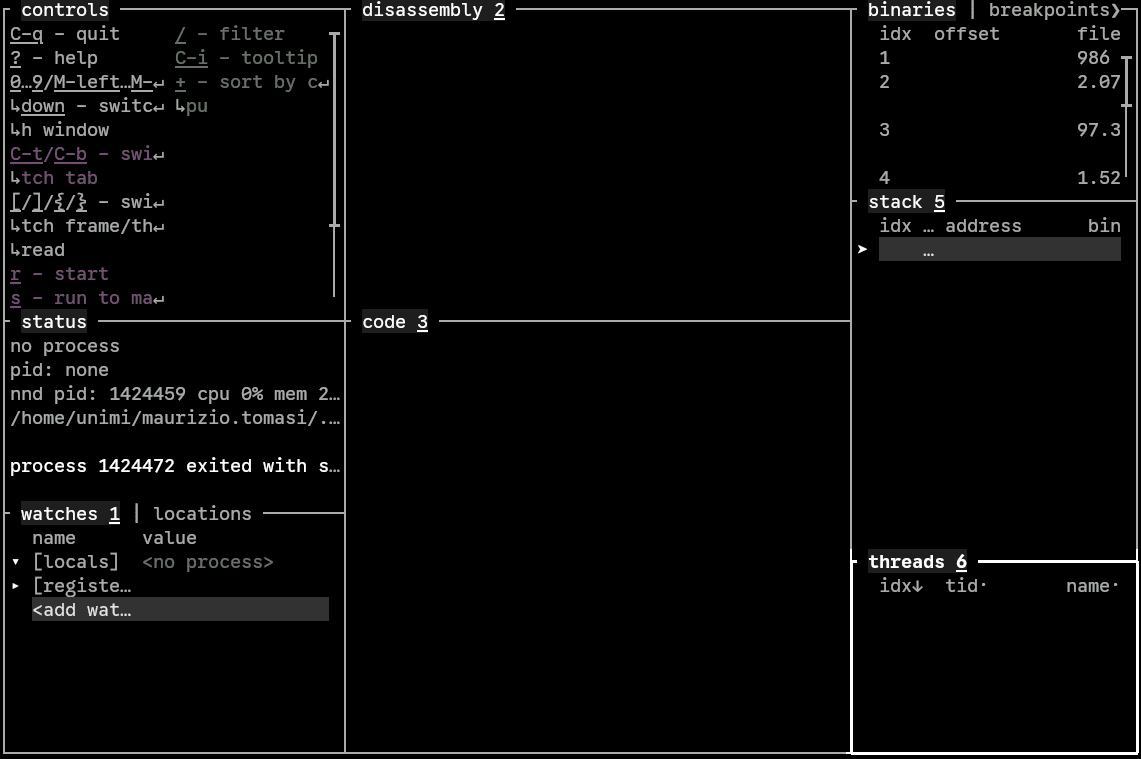 controls
C-q - quit / - filter
? - help C-i - tooltip
0…9/M-left…M-↵ + - sort by c↵
↳down - switc↵ ↳pu
↳h window
C-t/C-b - swi↵
↳tch tab
[/]/{/} - swi↵
↳tch frame/th↵
↳read
r - start
s - run to ma↵
status
no process
pid: none
nnd pid: 1424459 cpu 0% mem 2…
/home/unimi/maurizio.tomasi/.…
process 1424472 exited with s…
watches 1 | locations
name value
▾ [locals] <no process>
▸ [registe…
<add wat…
disassembly 2
code 3
binaries | breakpoints❯
idx offset file
1 986
2 2.07
3 97.3
4 1.52
stack 5
idx … address bin
➤ …
threads 6
idx↓ tid· name·